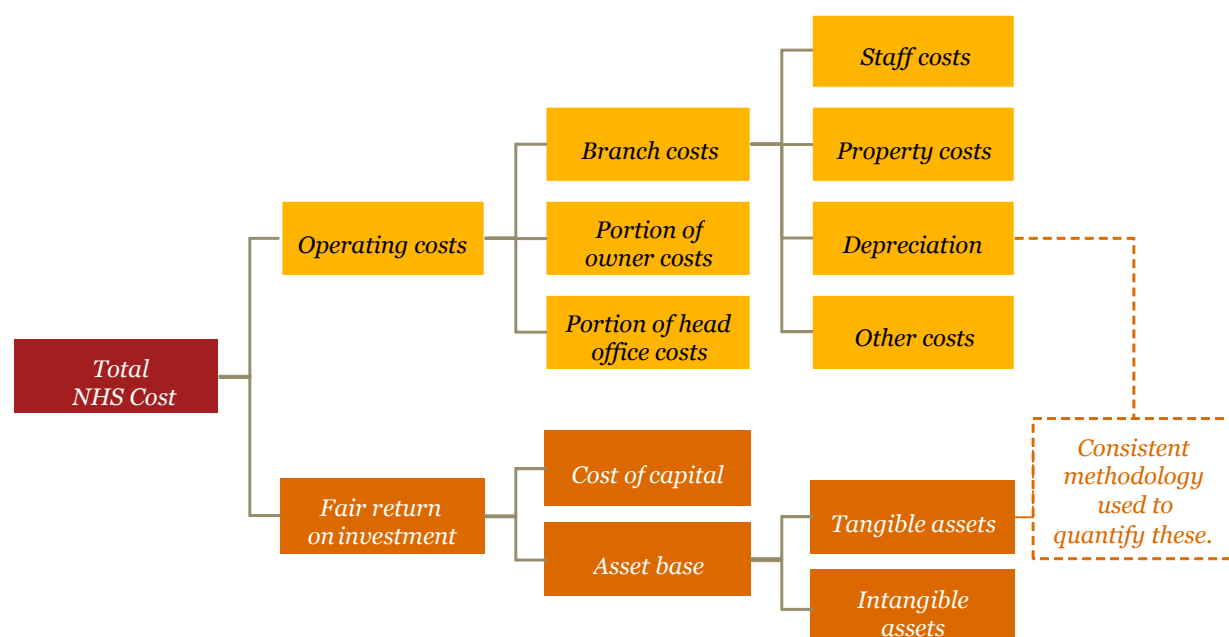 Staff costs
Branch costs
Property costs
Operating costs
Portion of
owner costs
Depreciation
Portion of head
office costs
Other costs
Total
NHS Cost
Consistent
methodology
used to
quantify these.
Cost of capital
Fair return
on investment
Asset base
Tangible assets
Intangible
assets